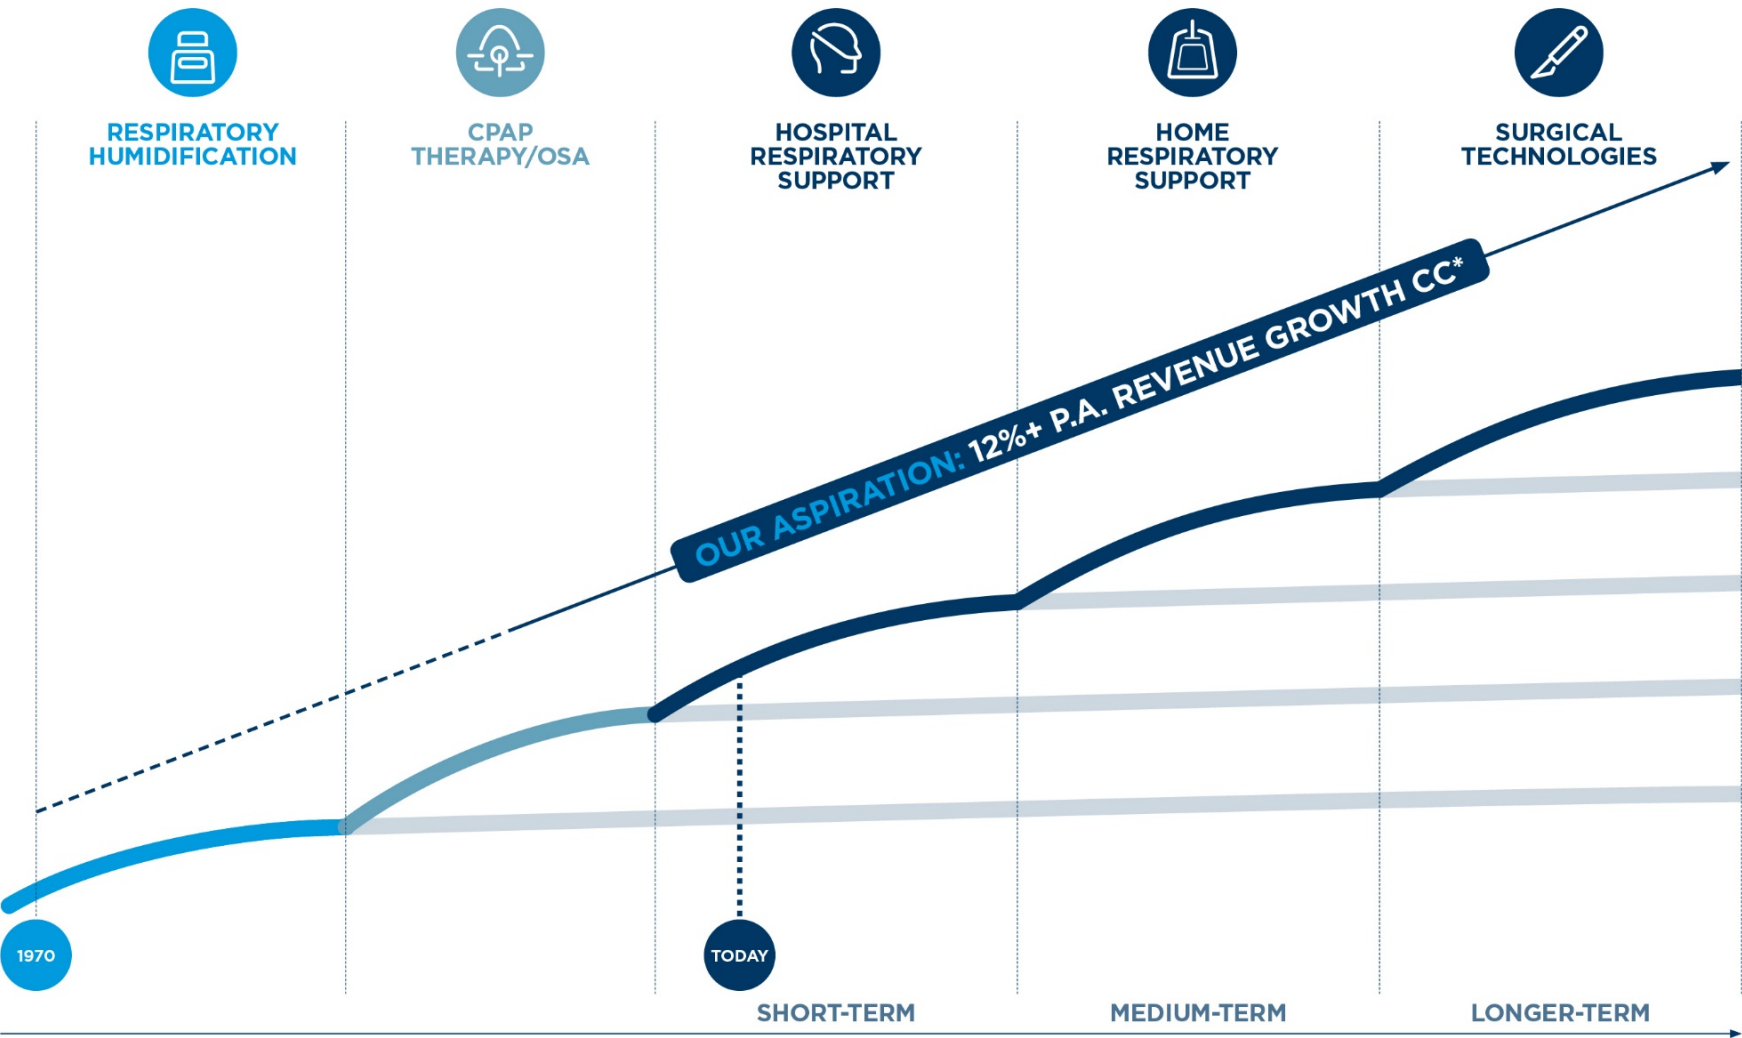 RESPIRATORY
HUMIDIFICATION
CPAP
THERAPY/OSA
HOSPITAL
RESPIRATORY
SUPPORT
HOME
RESPIRATORY
SUPPORT
SURGICAL
TECHNOLOGIES
OUR ASPIRATION: 12%+ P.A. REVENUE GROWTH CC*
1970
TODAY
SHORT-TERM
MEDIUM-TERM
LONGER-TERM